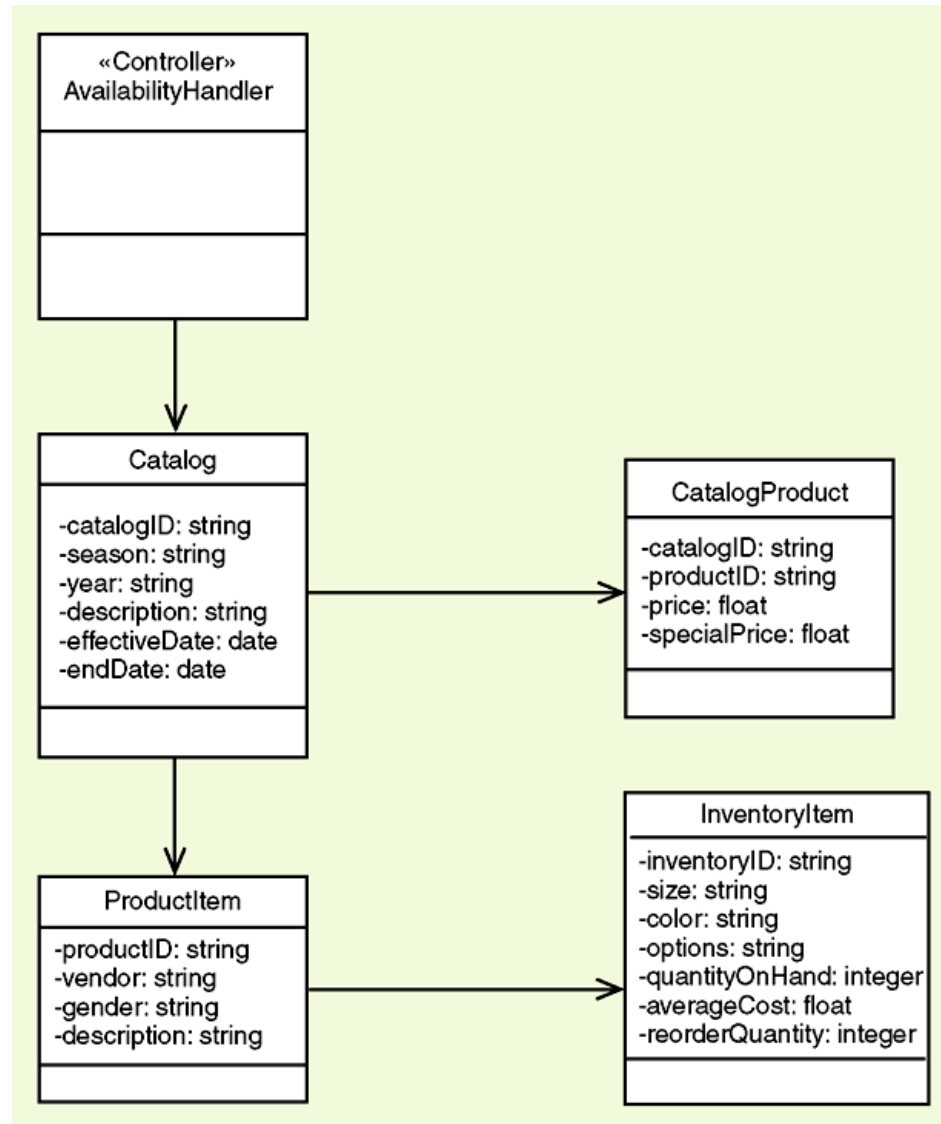 «Controller»
AvailabilityHandler
Catalog
-catalogID: string
-season: string
-year: string
-description: string
-effectiveDate: date
-endDate: date
CatalogProduct
-catalogID: string
-productID: string
-price: float
-specialPrice: float
ProductItem
-productID: string
-vendor: string
-gender: string
-description: string
InventoryItem
-inventoryID: string
-size: string
-color: string
-options: string
-quantityOnHand: integer
-averageCost: float
-reorderQuantity: integer